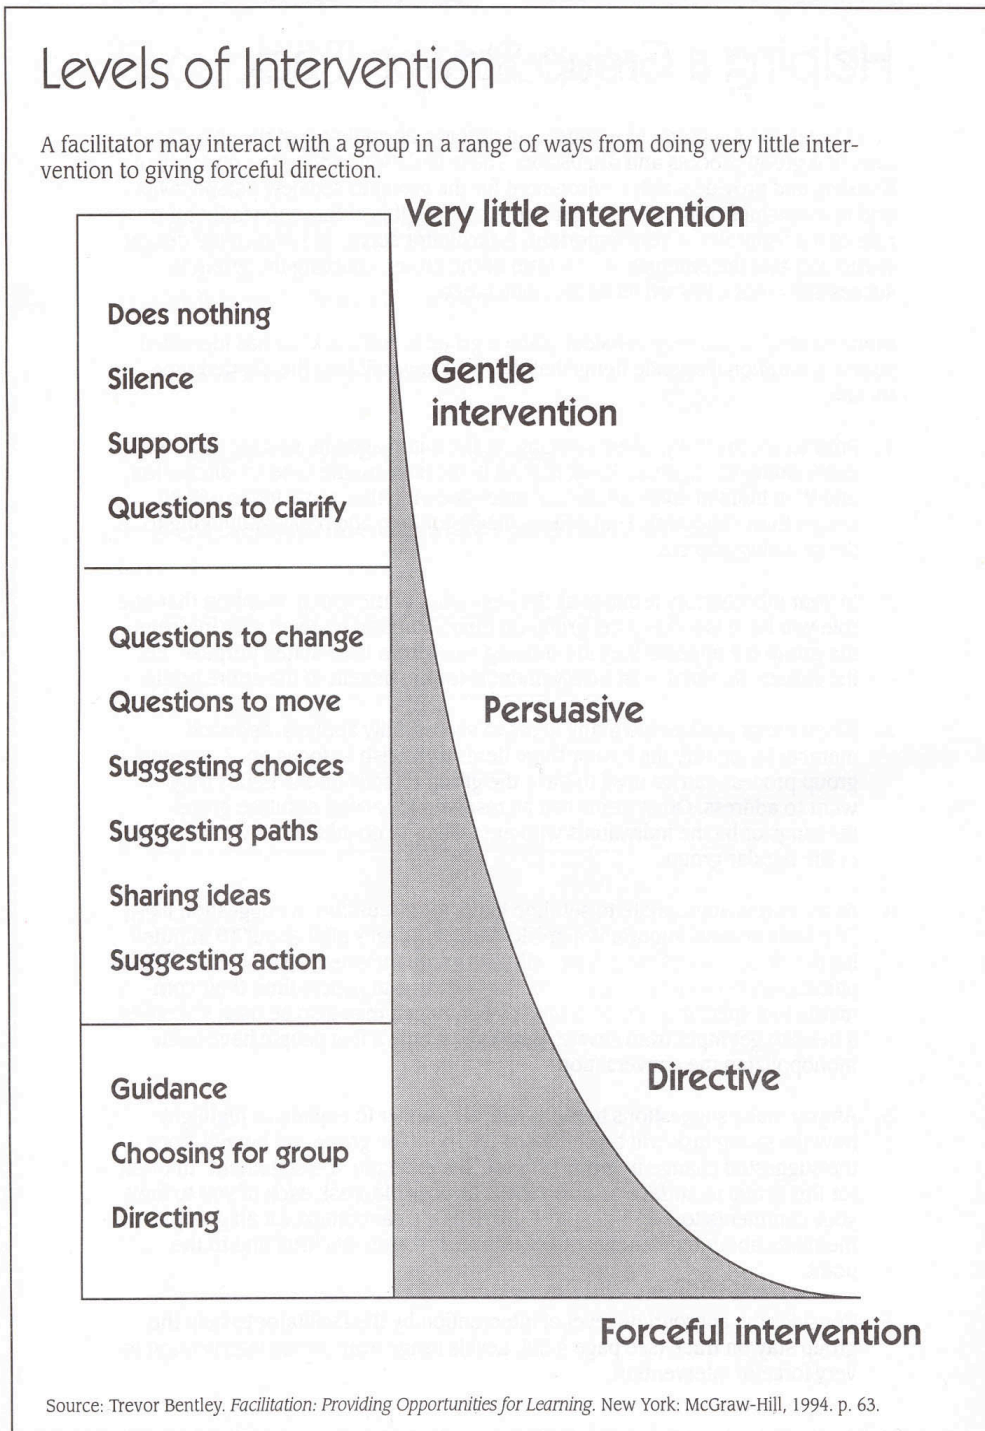 Levels of Intervention
A facilitator may interact with a group in a range of ways from doing very little inter-
vention to giving forceful direction.
Very little intervention
Does nothing
Silence
Supports
Questions to clarify
Gentle
intervention
Questions to change
Questions to move
Suggesting choices
Suggesting paths
Sharing ideas
Suggesting action
Persuasive
Guidance
Choosing for group
Directing
Directive
Forceful intervention
Source: Trevor Bentley. Facilitation: Providing Opportunities for Learning. New York: McGraw-Hill, 1994. p. 63.